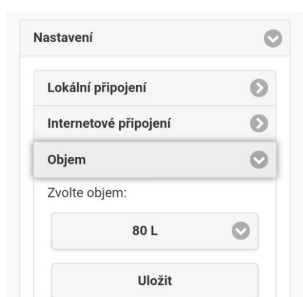 Nastavení
Lokální připojení
Internetové připojení
Objem
Zvolte objem:
80 L
Uložit